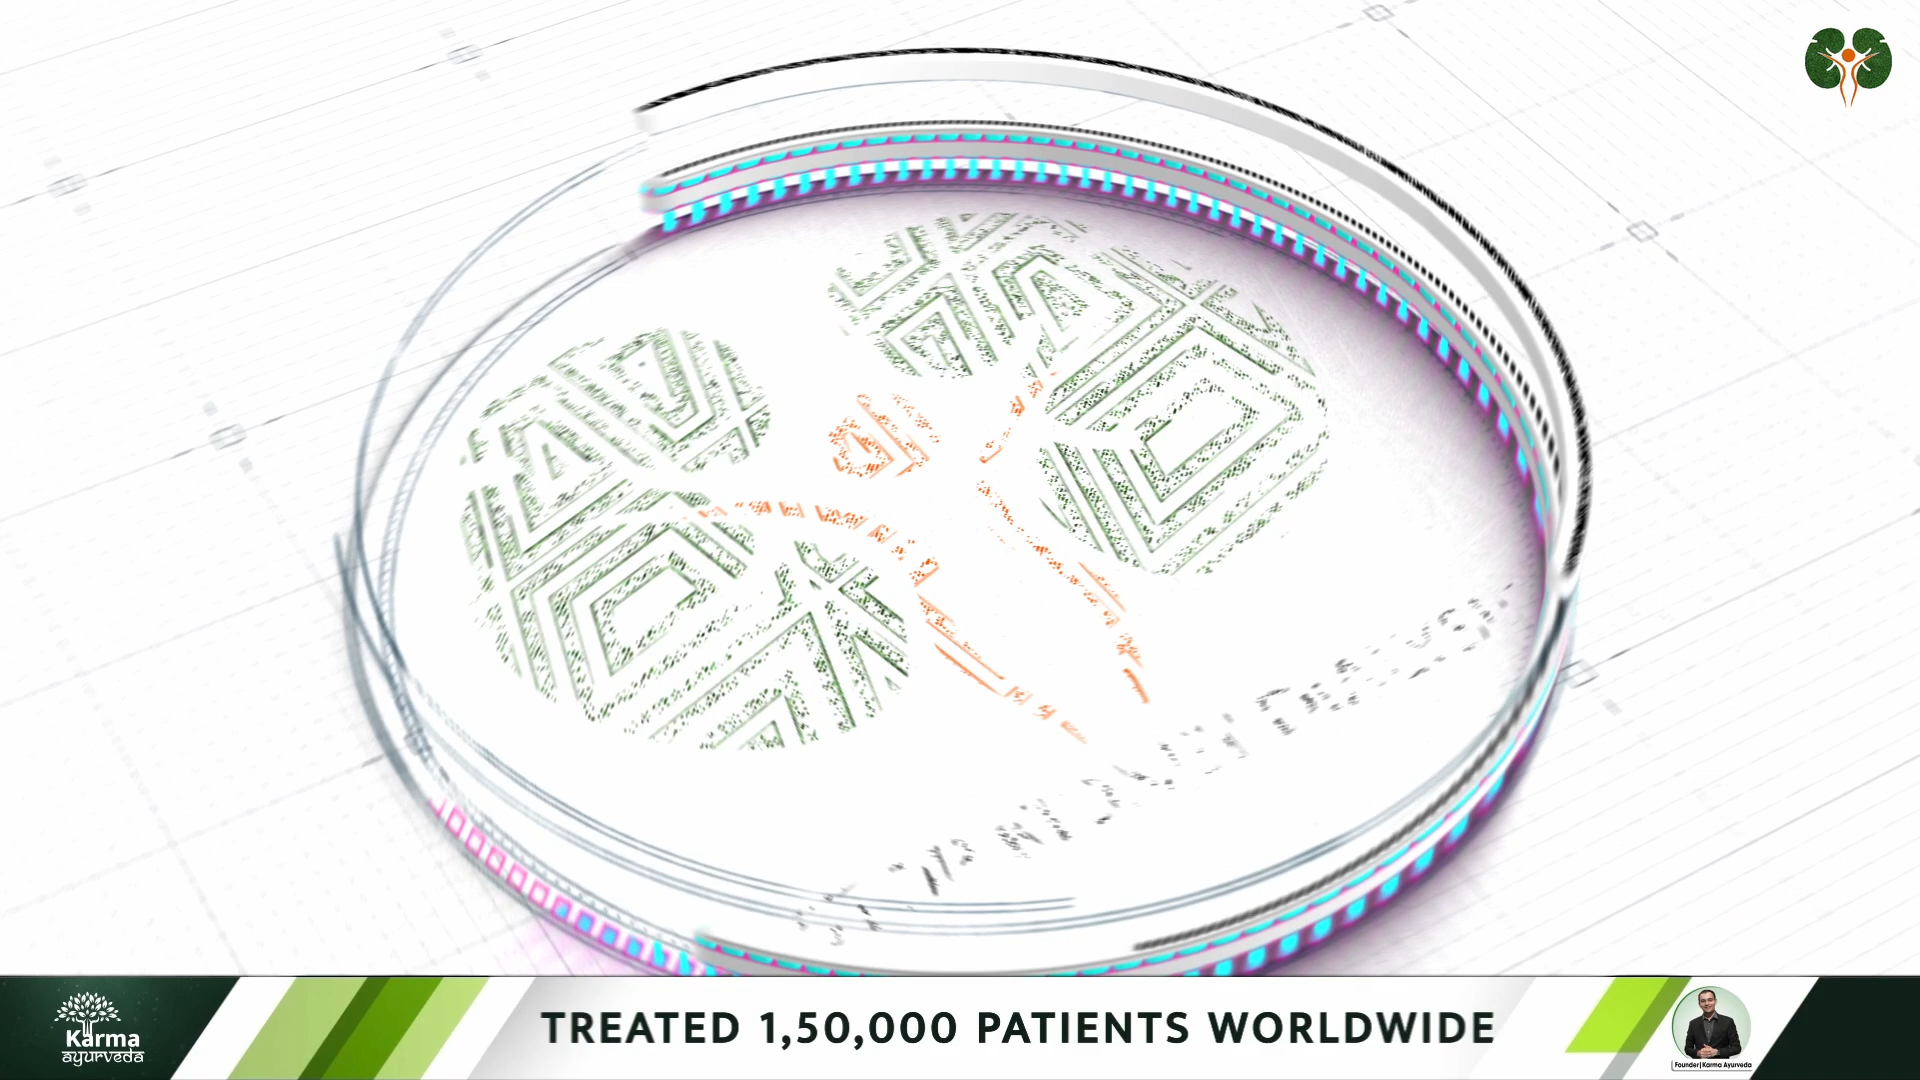 Karma
ayurveda
TREATED 1,50,000 PATIENTS WORLDWIDE
Founder|Karma Ayurveda